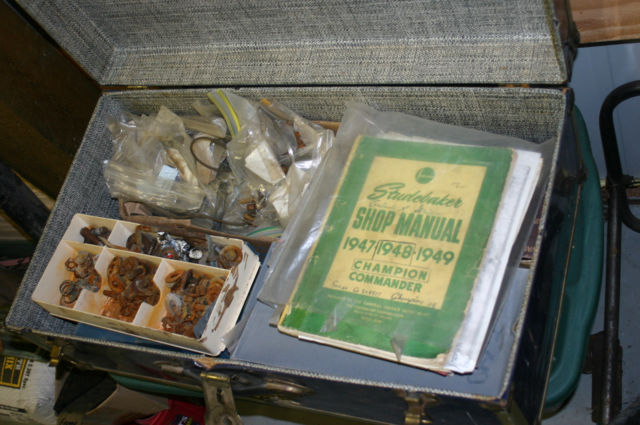 Studebaker
SHOP MANUAL
1947/1948-1949
CHAMPION
COMMANDER